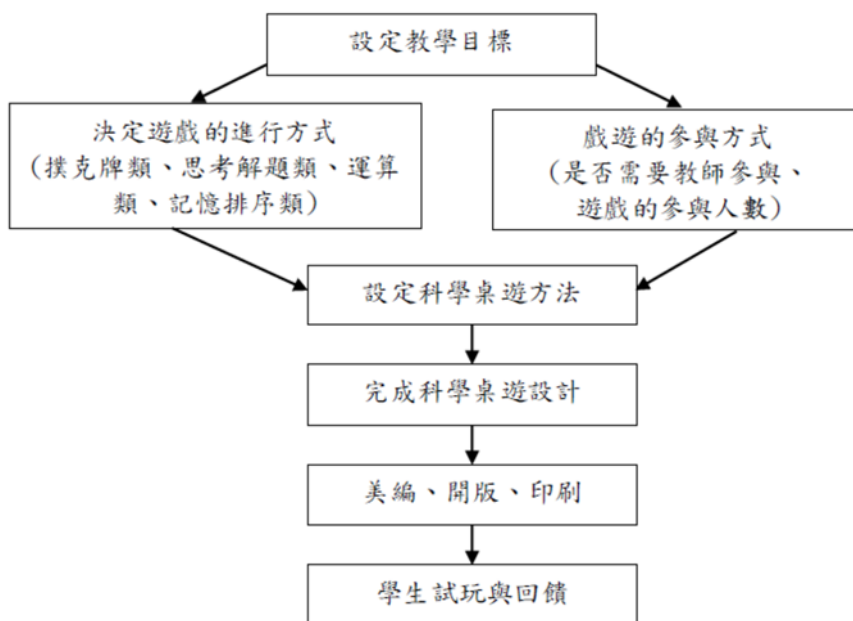 設定教學目標
決定遊戲的進行方式
(撲克牌類、思考解題類、運算
類、記憶排序類)
戲遊的參與方式
(是否需要教師參與、
遊戲的參與人數)
設定科學桌遊方法
完成科學桌遊設計
美編、開版、印刷
學生試玩與回饋